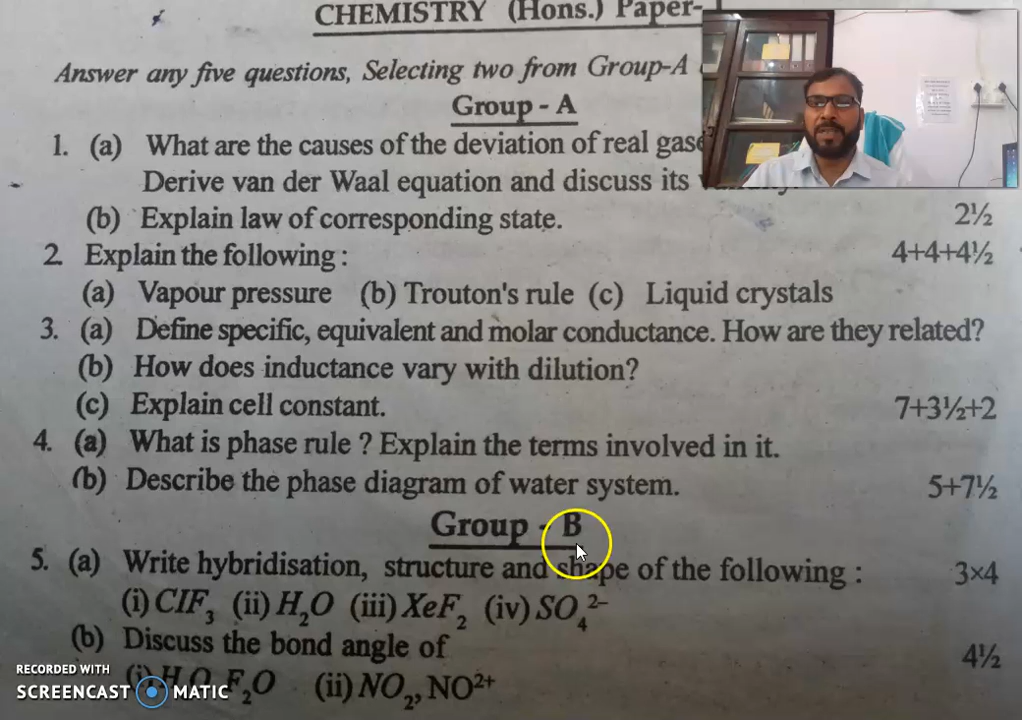 CHEMISTRY (Hons.) Paper-I
Answer any five questions, Selecting two from Group-A
Group - A
1. (a) What are the causes of the deviation of real gase
Derive van der Waal equation and discuss its
(b) Explain law of corresponding state. 2½
2. Explain the following : 4+4+4½
(a) Vapour pressure (b) Trouton's rule (c) Liquid crystals
3. (a) Define specific, equivalent and molar conductance. How are they related?
(b) How does inductance vary with dilution?
(c) Explain cell constant. 7+3½+2
4. (a) What is phase rule ? Explain the terms involved in it.
(b) Describe the phase diagram of water system. 5+7½
Group - B
5. (a) Write hybridisation, structure and shape of the following : 3×4
(i) ClF₃ (ii) H₂O (iii) XeF₂ (iv) SO₄²⁻
(b) Discuss the bond angle of 4½
(i) H₂O, F₂O (ii) NO₂, NO²⁺
RECORDED WITH
SCREENCAST MATIC